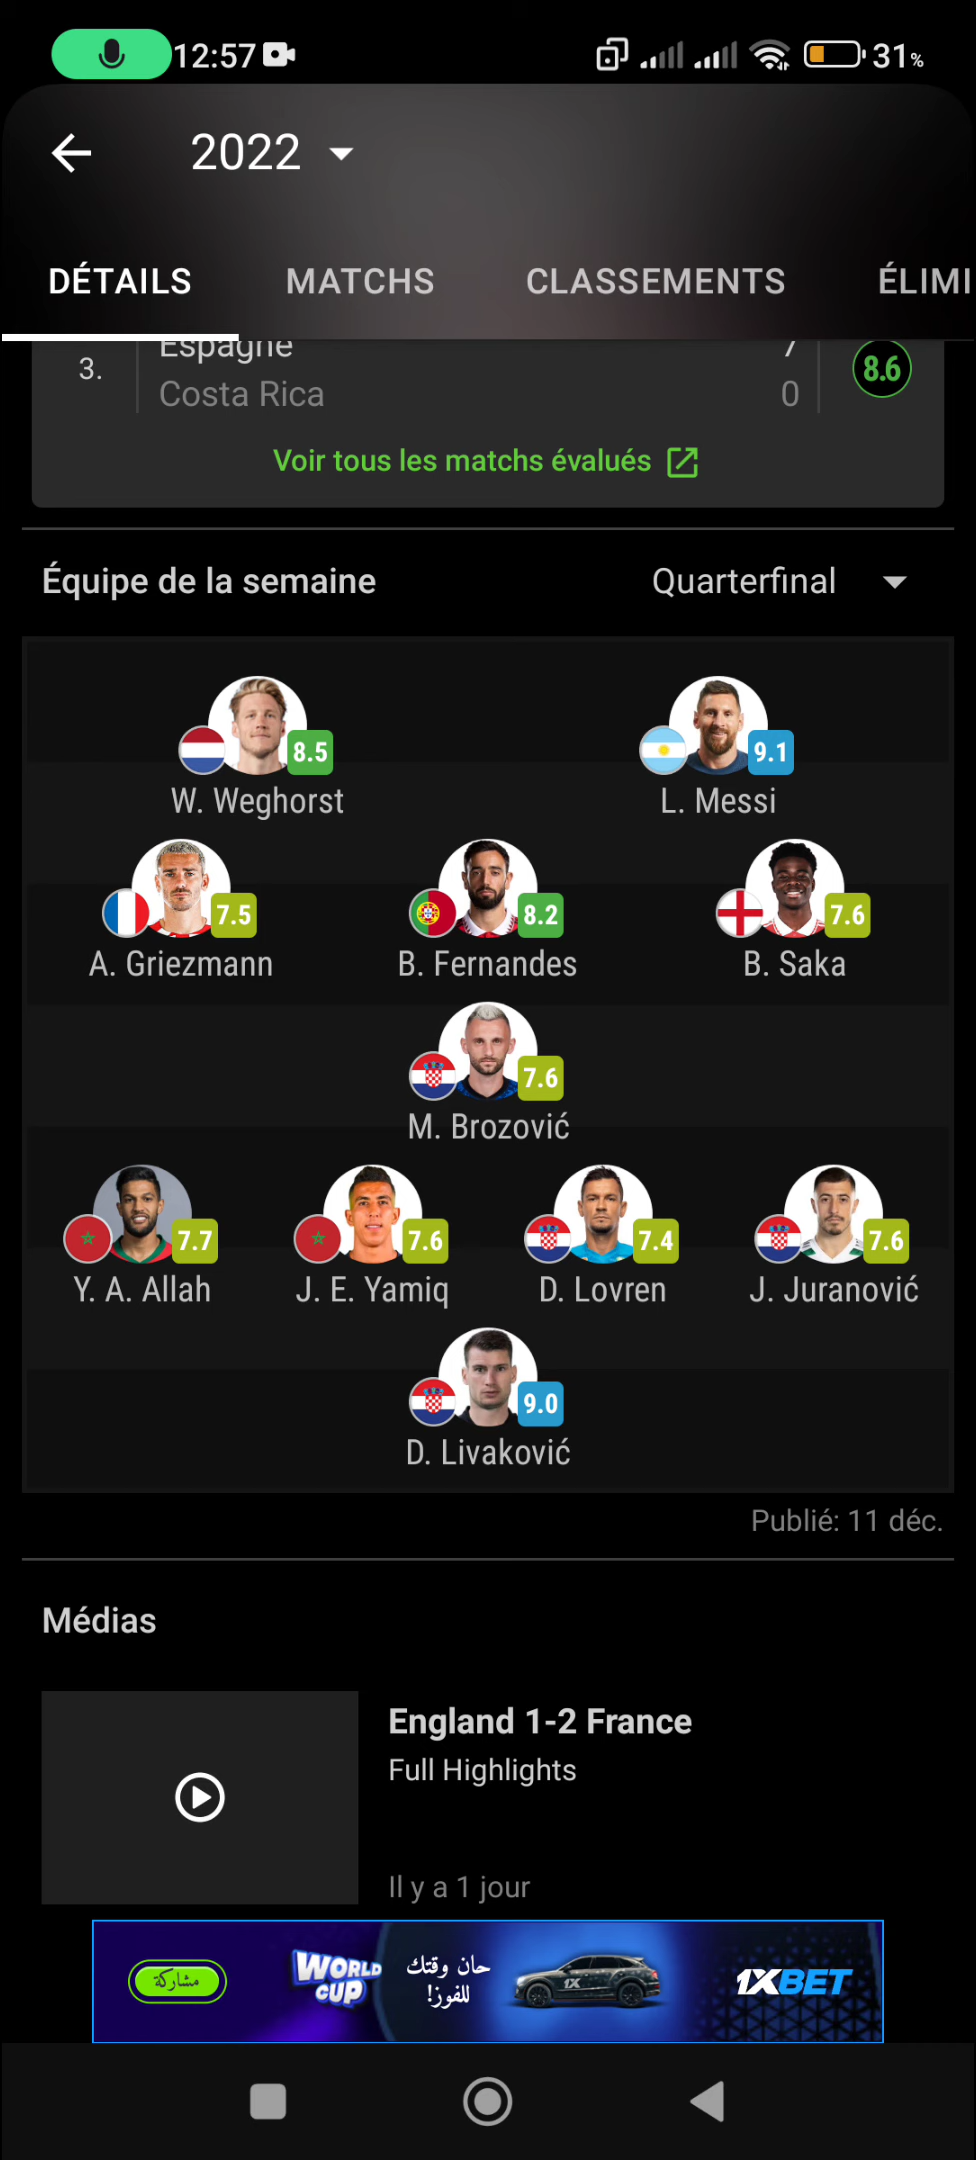 12:57
31%
2022
DÉTAILS MATCHS CLASSEMENTS ÉLIMI
3. Espagne 7 8.6
Costa Rica 0
Voir tous les matchs évalués
Équipe de la semaine Quarterfinal
8.5 9.1
W. Weghorst L. Messi
7.5 8.2 7.6
A. Griezmann B. Fernandes B. Saka
7.6
M. Brozović
7.7 7.6 7.4 7.6
Y. A. Allah J. E. Yamiq D. Lovren J. Juranović
9.0
D. Livaković
Publié: 11 déc.
Médias
England 1-2 France
Full Highlights
Il y a 1 jour
مشاركة
WORLD
CUP
حان وقتك
للفوز!
1X
1XBET